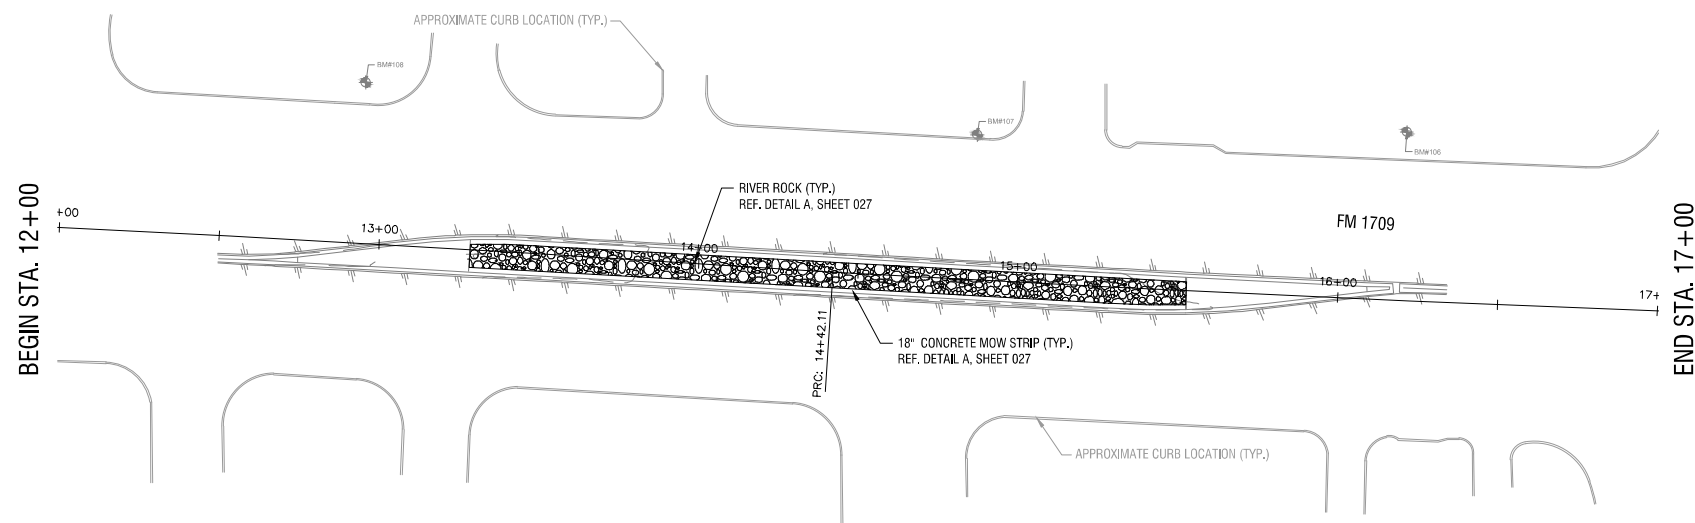 APPROXIMATE CURB LOCATION (TYP.)
BM#108
BM#107
BM#106
RIVER ROCK (TYP.)
REF. DETAIL A, SHEET 027
FM 1709
BEGIN STA. 12+00
+00
13+00
14+00
15+00
16+00
17+
END STA. 17+00
PRC: 14+42.11
18" CONCRETE MOW STRIP (TYP.)
REF. DETAIL A, SHEET 027
APPROXIMATE CURB LOCATION (TYP.)